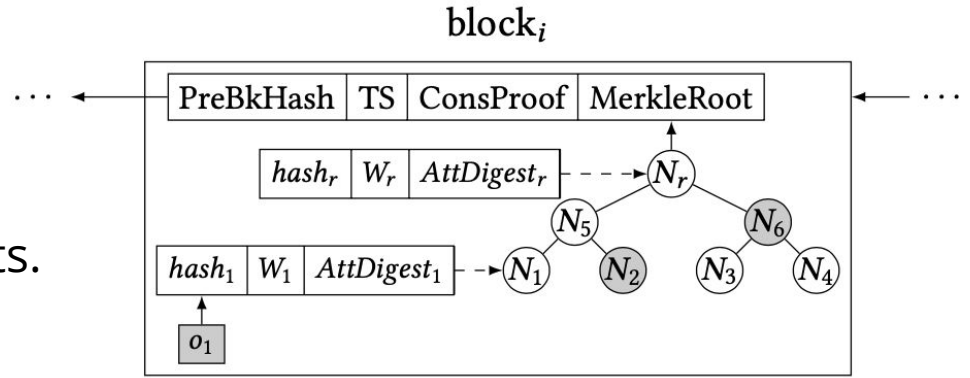 block_i
... PreBkHash TS ConsProof MerkleRoot ...
hash_r W_r AttDigest_r N_r
N_5 N_6
ts.
hash_1 W_1 AttDigest_1 N_1 N_2 N_3 N_4
o_1